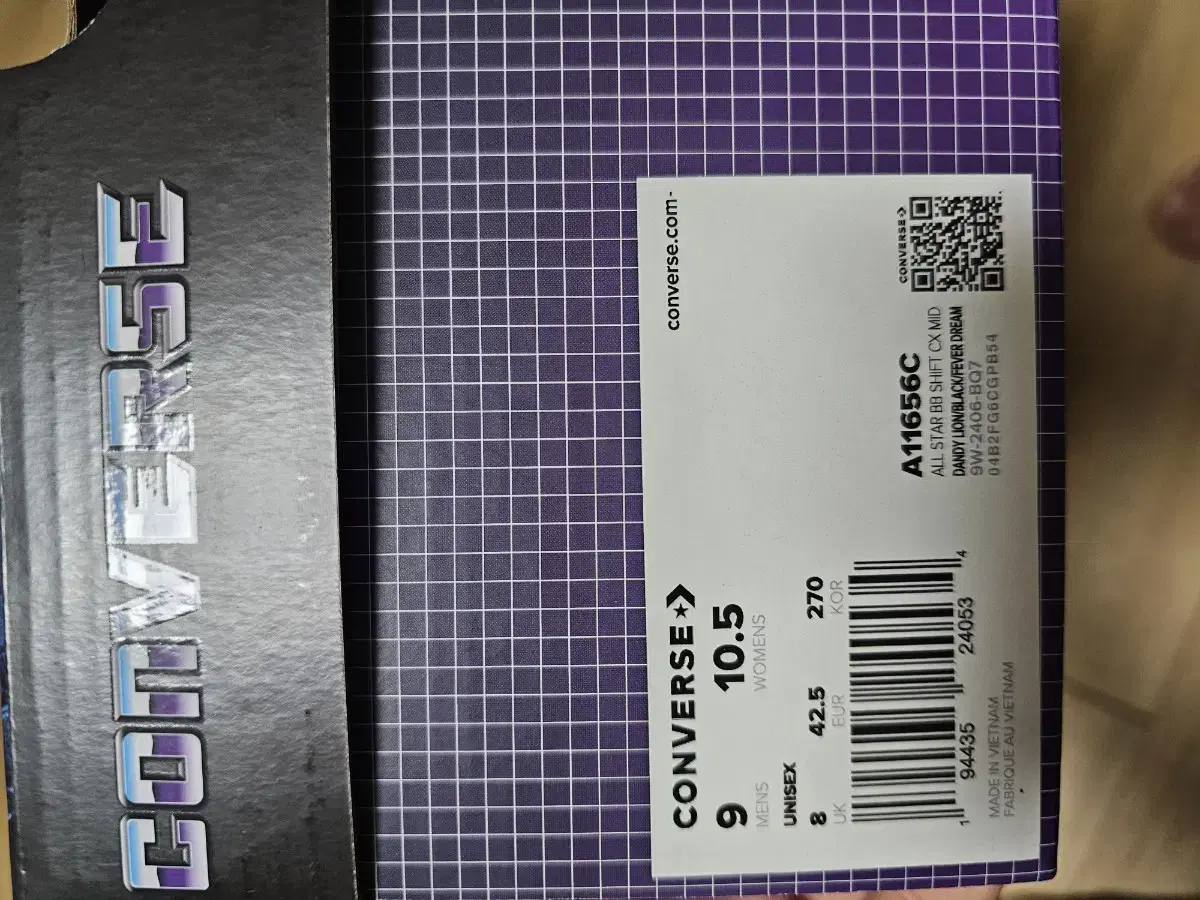 CONVERSE
CONVERSE
converse.com
9 10.5
MENS WOMENS
UNISEX
8 42.5 270
UK EUR KOR
1 94435 24053 4
MADE IN VIETNAM
FABRIQUE AU VIETNAM
CONVERSE
A11656C
ALL STAR BB SHIFT CX MID
DANDY LION/BLACK/FEVER DREAM
9W-2406-BQ7
04B2FG6CGPB54